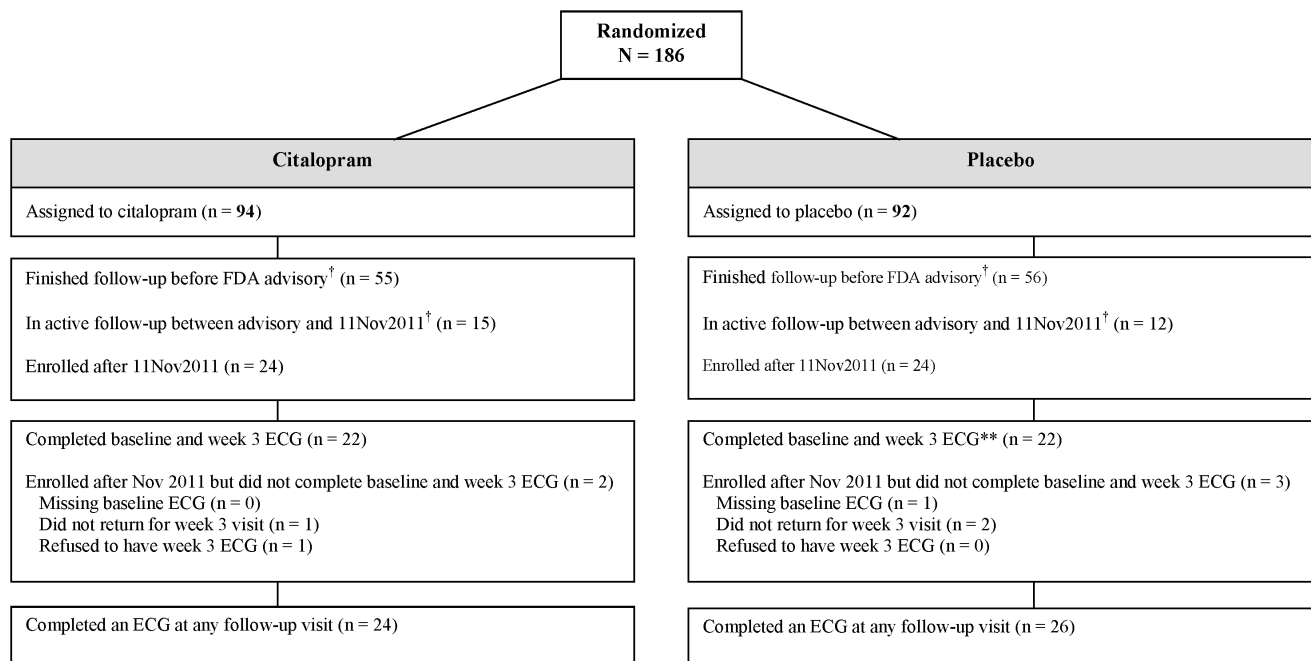 Randomized
N = 186
Citalopram
Assigned to citalopram (n = 94)
Finished follow-up before FDA advisory† (n = 55)
In active follow-up between advisory and 11Nov2011† (n = 15)
Enrolled after 11Nov2011 (n = 24)
Completed baseline and week 3 ECG (n = 22)
Enrolled after Nov 2011 but did not complete baseline and week 3 ECG (n = 2)
Missing baseline ECG (n = 0)
Did not return for week 3 visit (n = 1)
Refused to have week 3 ECG (n = 1)
Completed an ECG at any follow-up visit (n = 24)
Placebo
Assigned to placebo (n = 92)
Finished follow-up before FDA advisory† (n = 56)
In active follow-up between advisory and 11Nov2011† (n = 12)
Enrolled after 11Nov2011 (n = 24)
Completed baseline and week 3 ECG** (n = 22)
Enrolled after Nov 2011 but did not complete baseline and week 3 ECG (n = 3)
Missing baseline ECG (n = 1)
Did not return for week 3 visit (n = 2)
Refused to have week 3 ECG (n = 0)
Completed an ECG at any follow-up visit (n = 26)